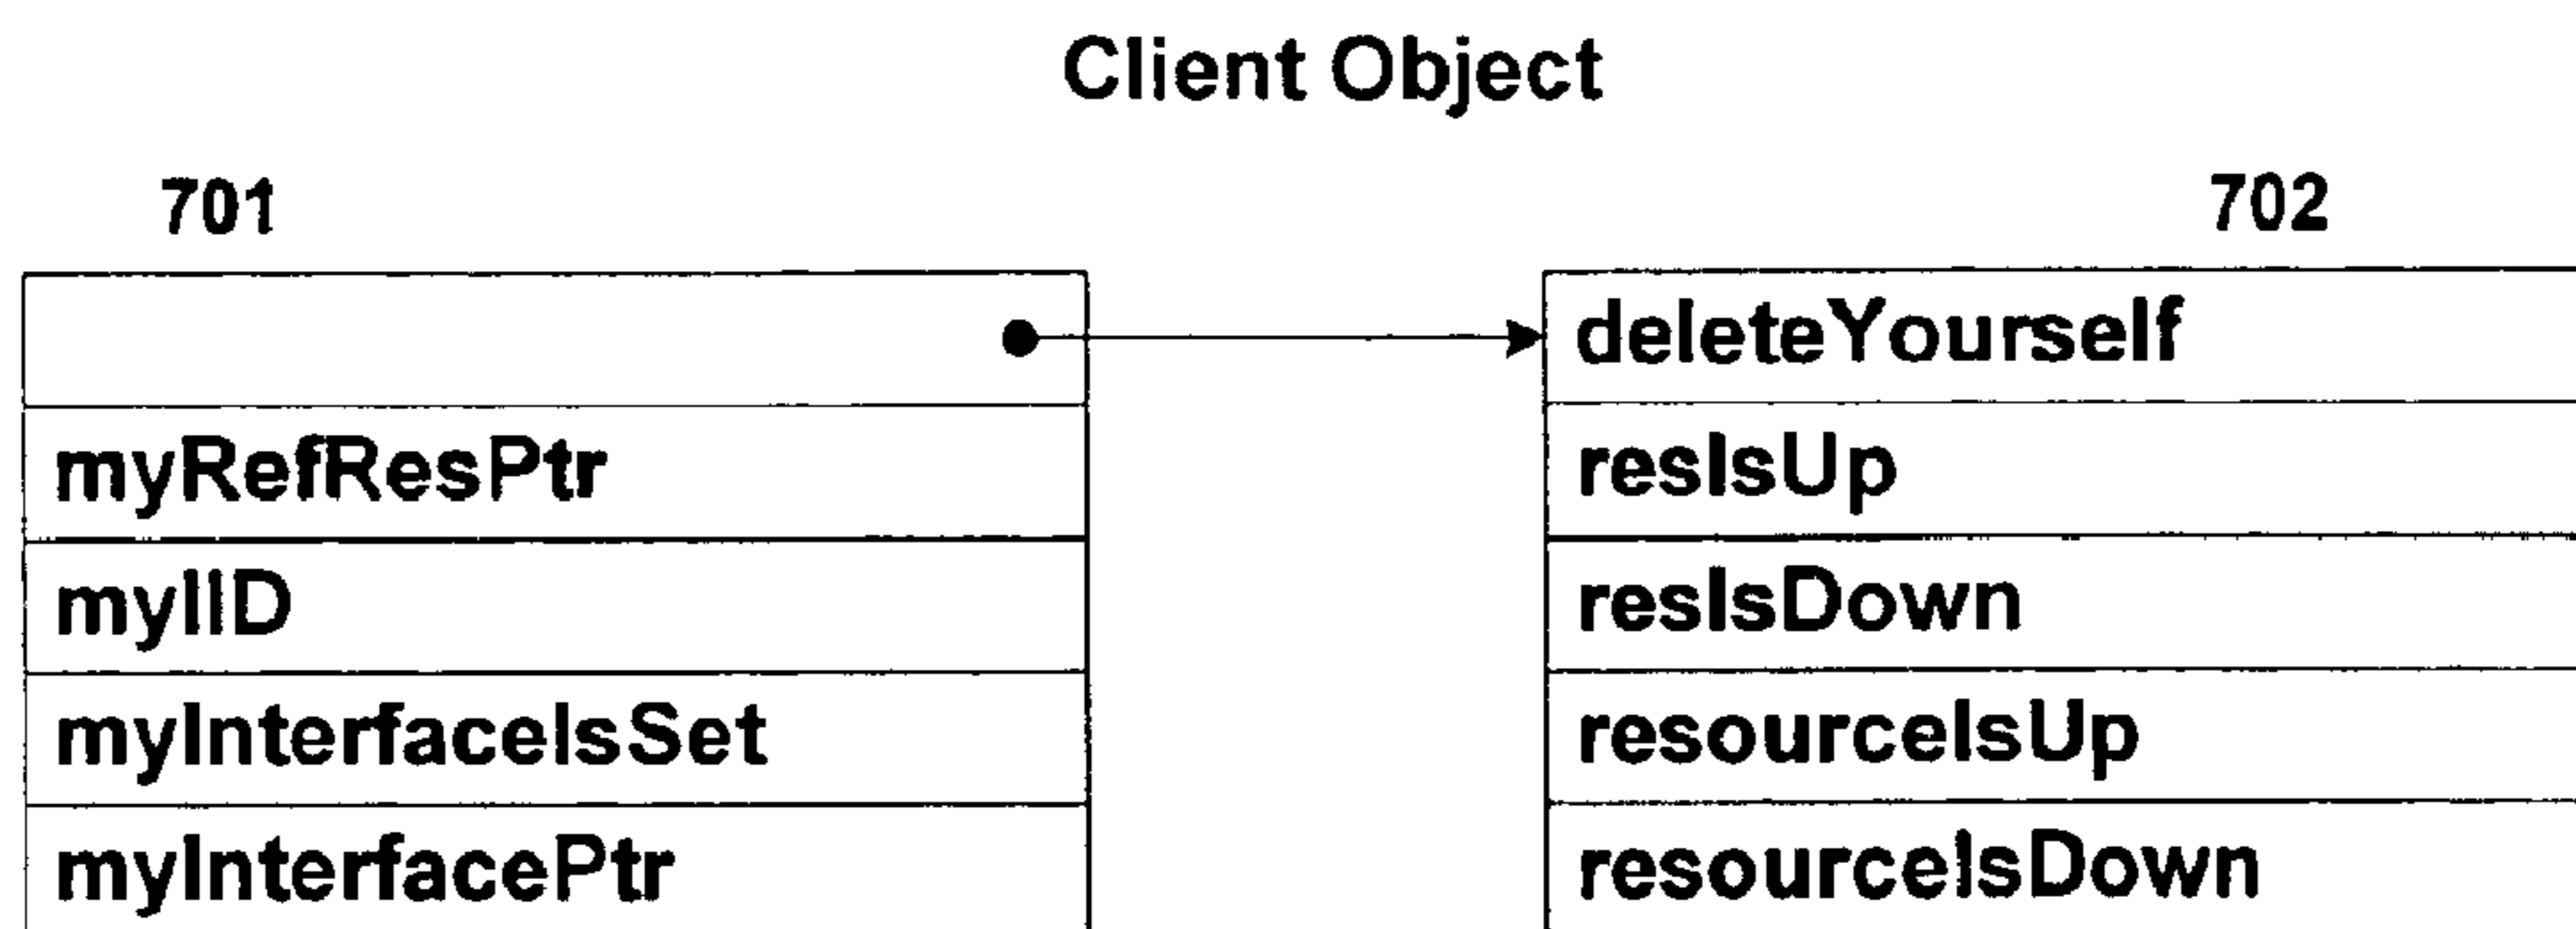 Client Object
701
702
deleteYourself
myRefResPtr
resIsUp
myIID
resIsDown
myInterfaceIsSet
resourceIsUp
myInterfacePtr
resourceIsDown